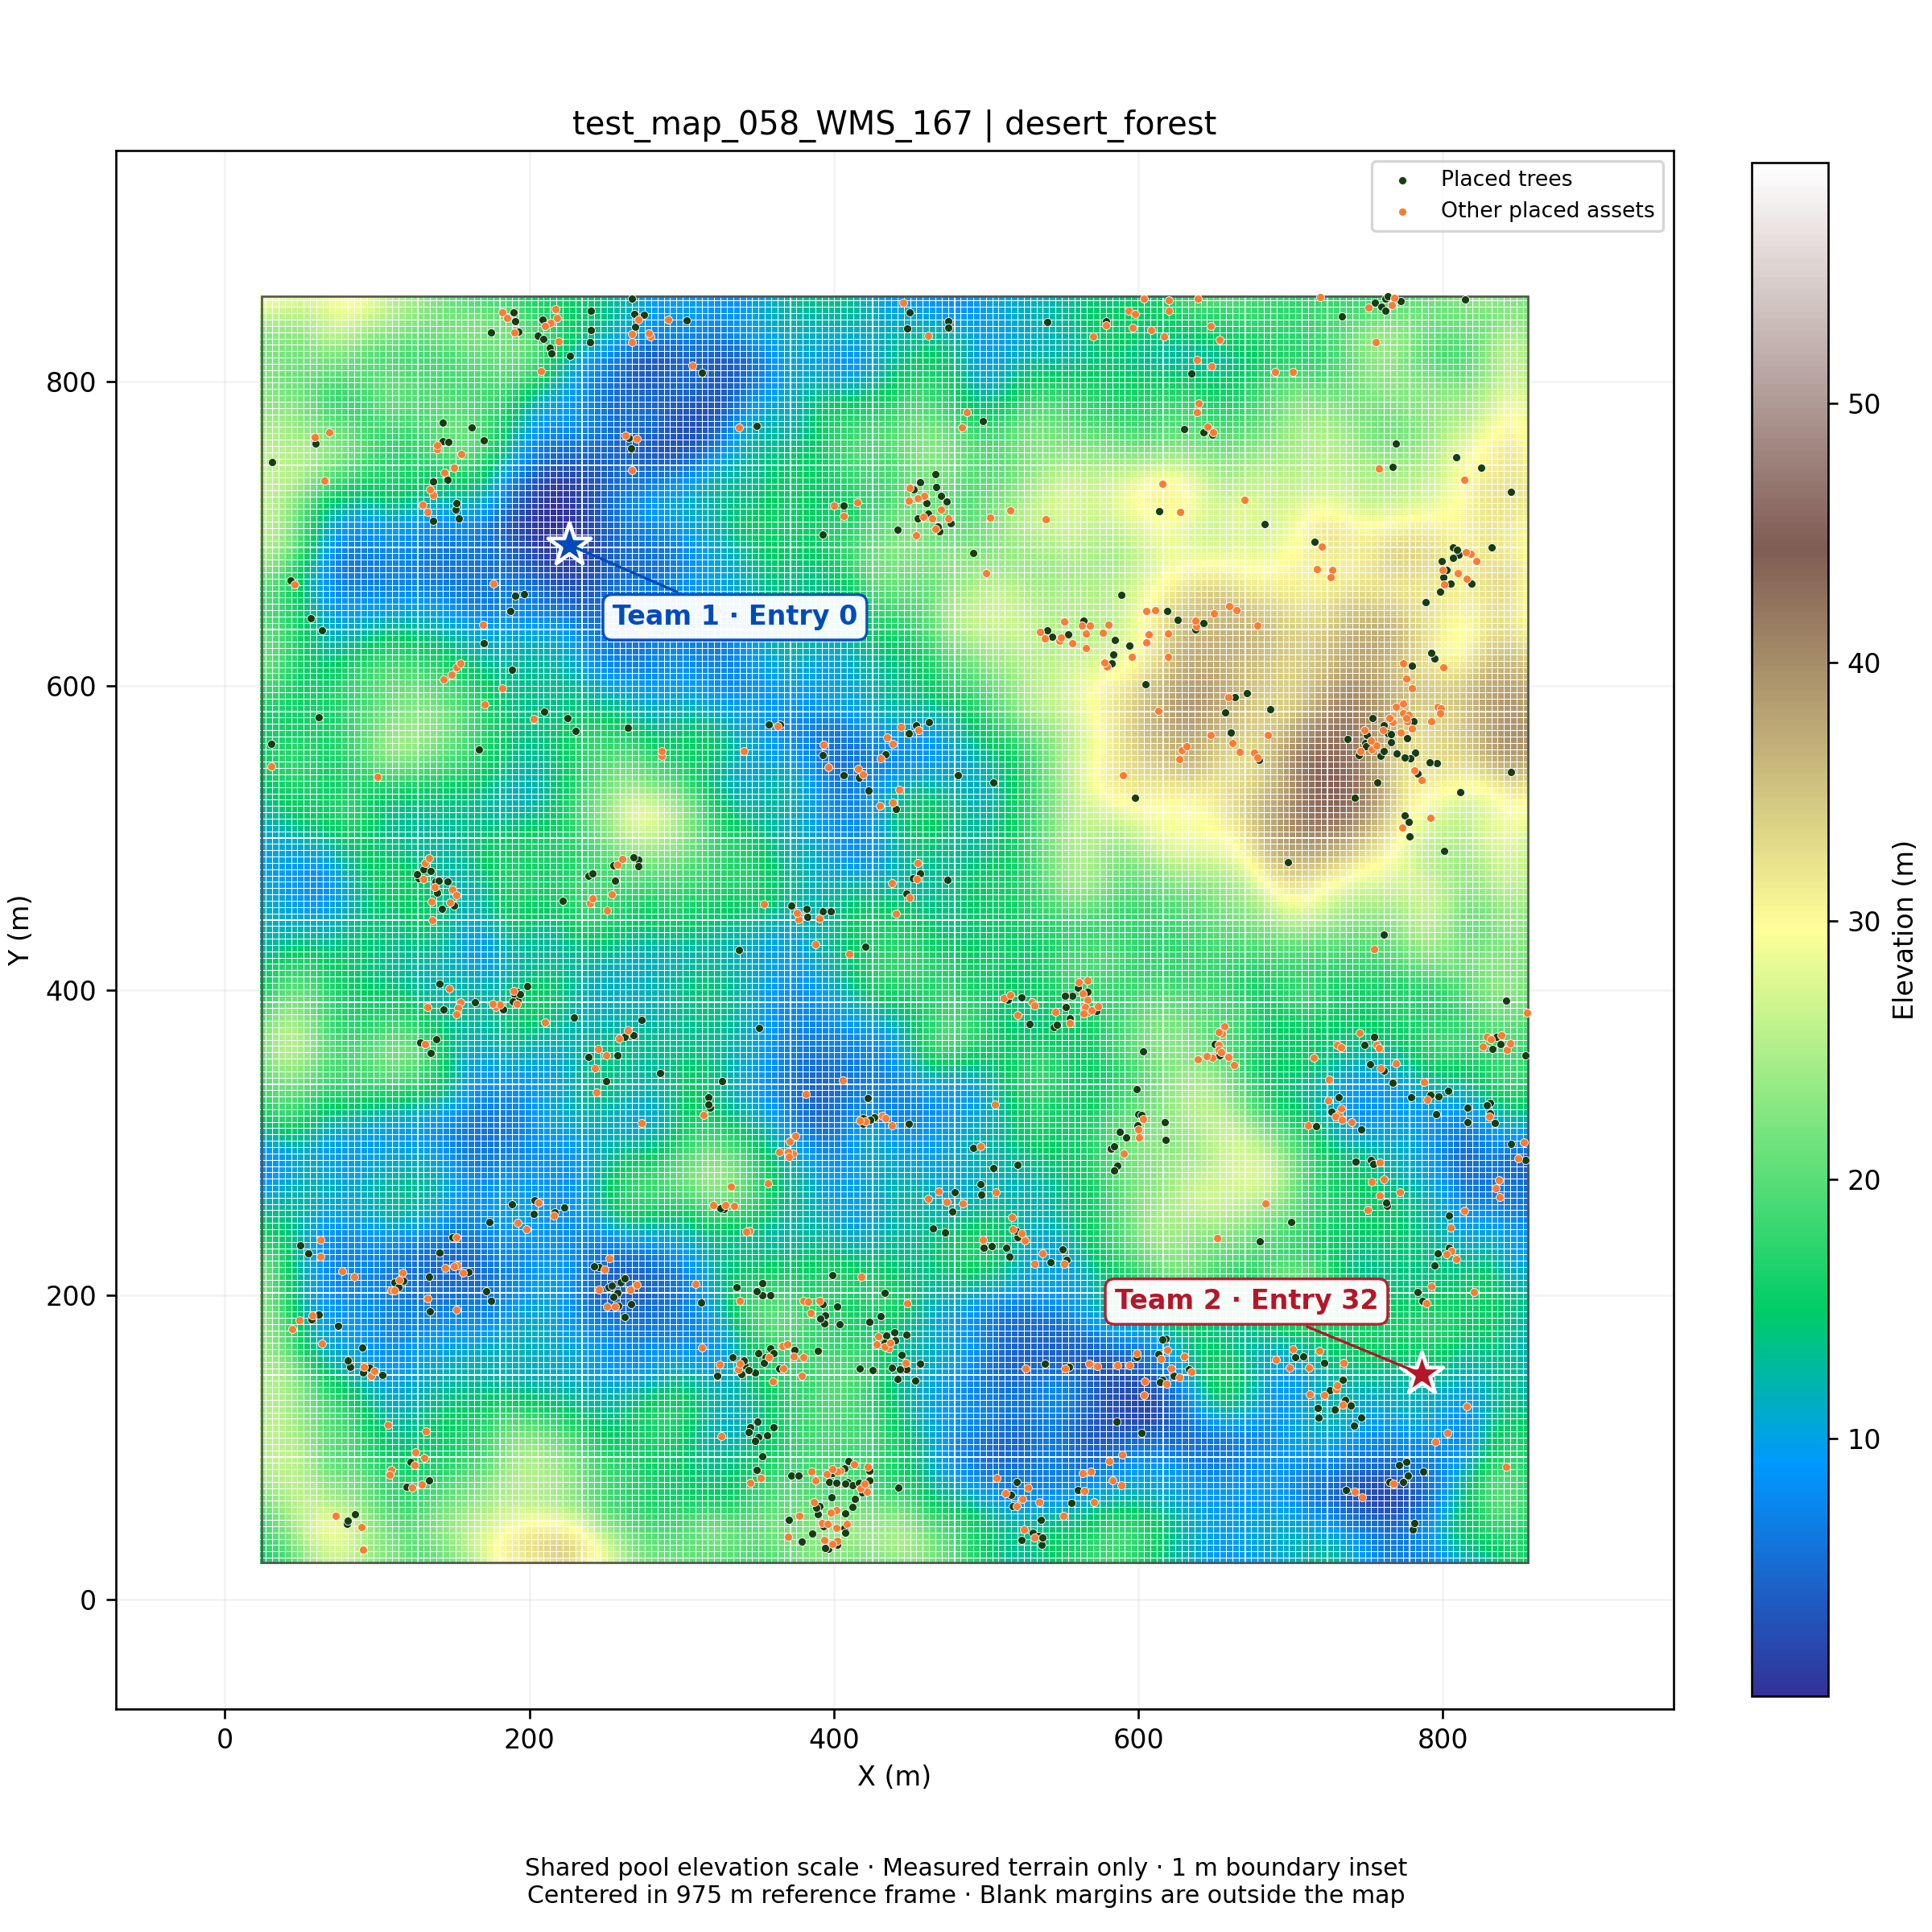 test_map_058_WMS_167 | desert_forest
Placed trees
Other placed assets
Team 1 · Entry 0
Team 2 · Entry 32
800
600
400
200
0
Y (m)
0
200
400
600
800
X (m)
50
40
30
20
10
Elevation (m)
Shared pool elevation scale · Measured terrain only · 1 m boundary inset
Centered in 975 m reference frame · Blank margins are outside the map